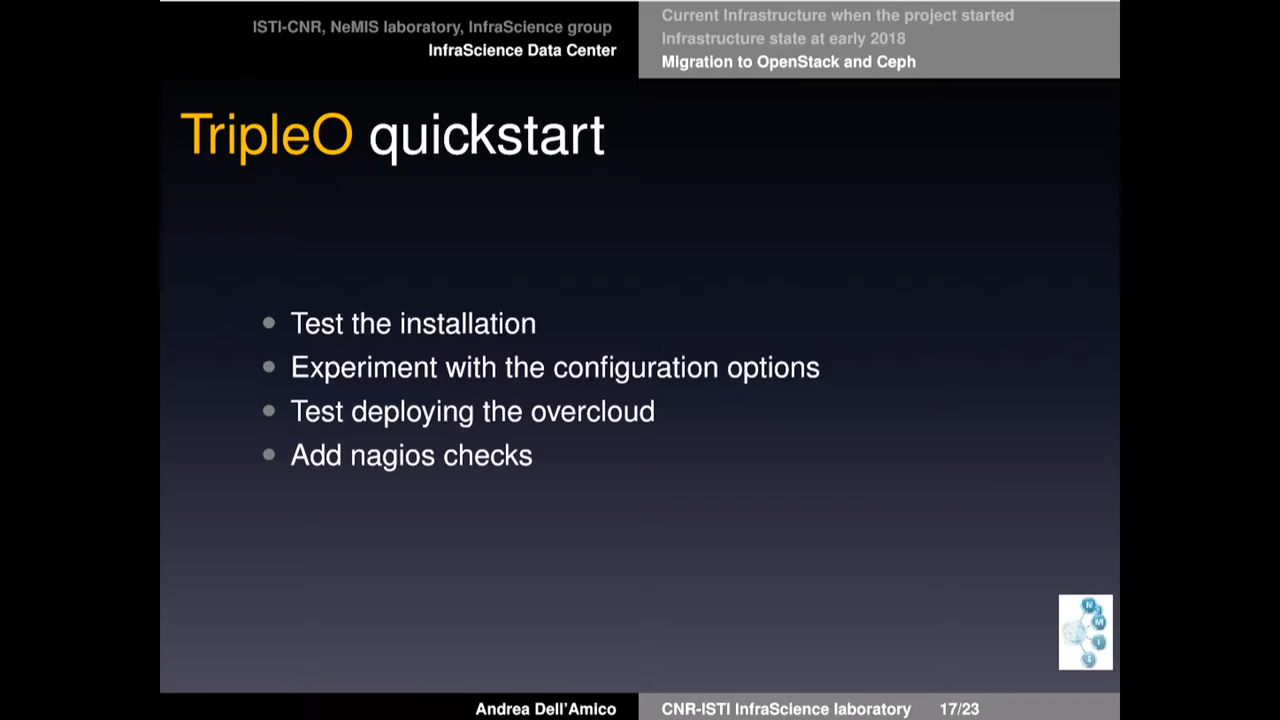 ISTI-CNR, NeMIS laboratory, InfraScience group
InfraScience Data Center
Current Infrastructure when the project started
Infrastructure state at early 2018
Migration to OpenStack and Ceph
TripleO quickstart
Test the installation
Experiment with the configuration options
Test deploying the overcloud
Add nagios checks
N
M
I
S
Andrea Dell'Amico
CNR-ISTI InfraScience laboratory 17/23